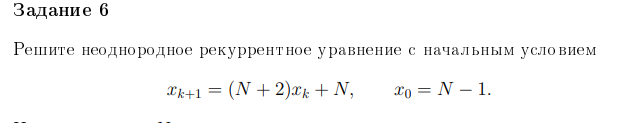 Задание 6
Решите неоднородное рекуррентное уравнение с начальным условием
x_{k+1} = (N + 2)x_k + N, x_0 = N − 1.